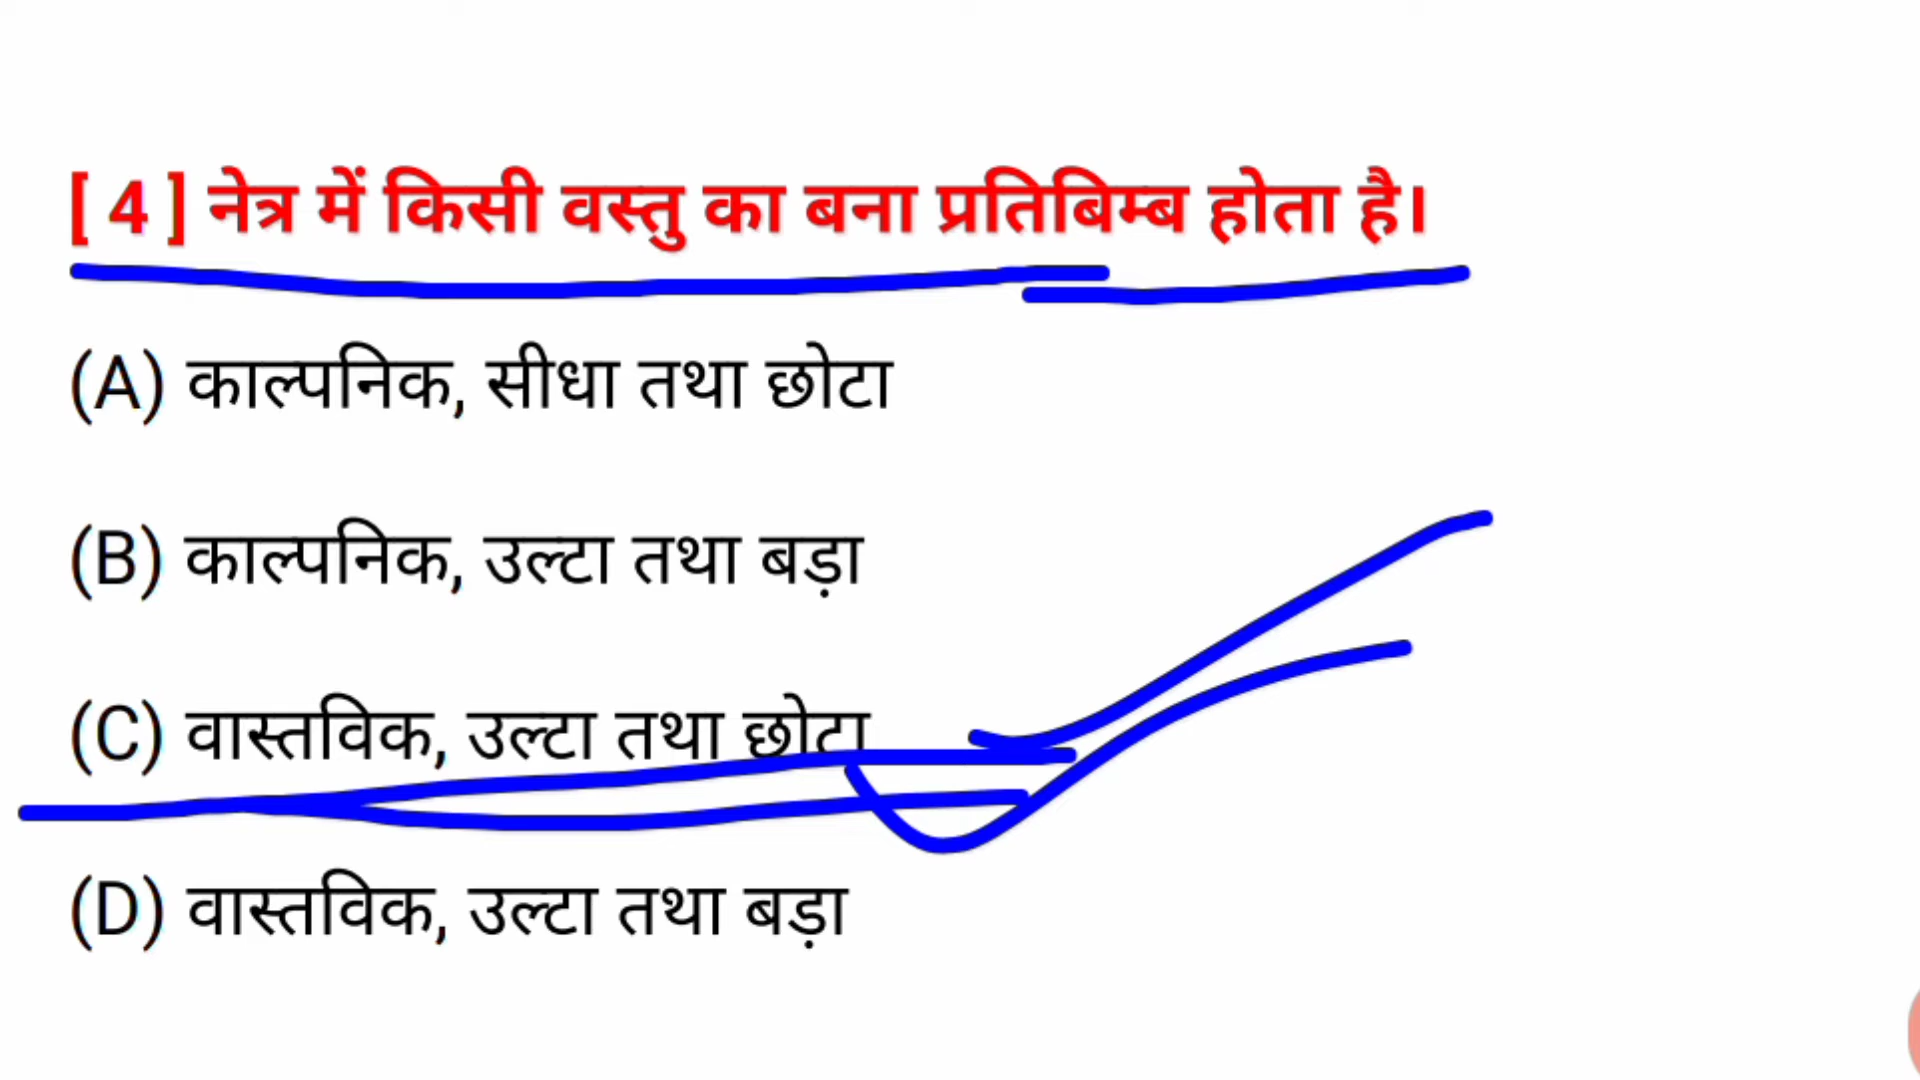 [ 4 ] नेत्र में किसी वस्तु का बना प्रतिबिम्ब होता है।
(A) काल्पनिक, सीधा तथा छोटा
(B) काल्पनिक, उल्टा तथा बड़ा
(C) वास्तविक, उल्टा तथा छोटा
(D) वास्तविक, उल्टा तथा बड़ा